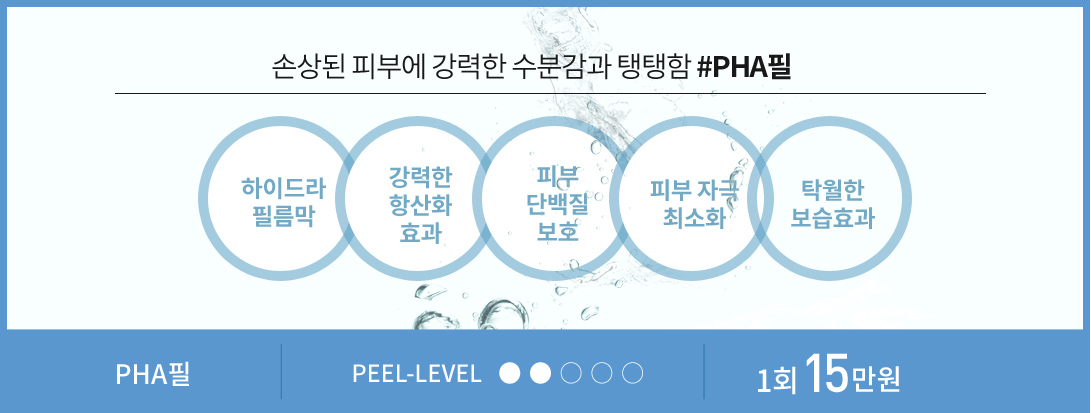 손상된 피부에 강력한 수분감과 탱탱함 #PHA필
하이드라
필름막
강력한
항산화
효과
피부
단백질
보호
피부 자극
최소화
탁월한
보습효과
PHA필
PEEL-LEVEL
1회 15만원